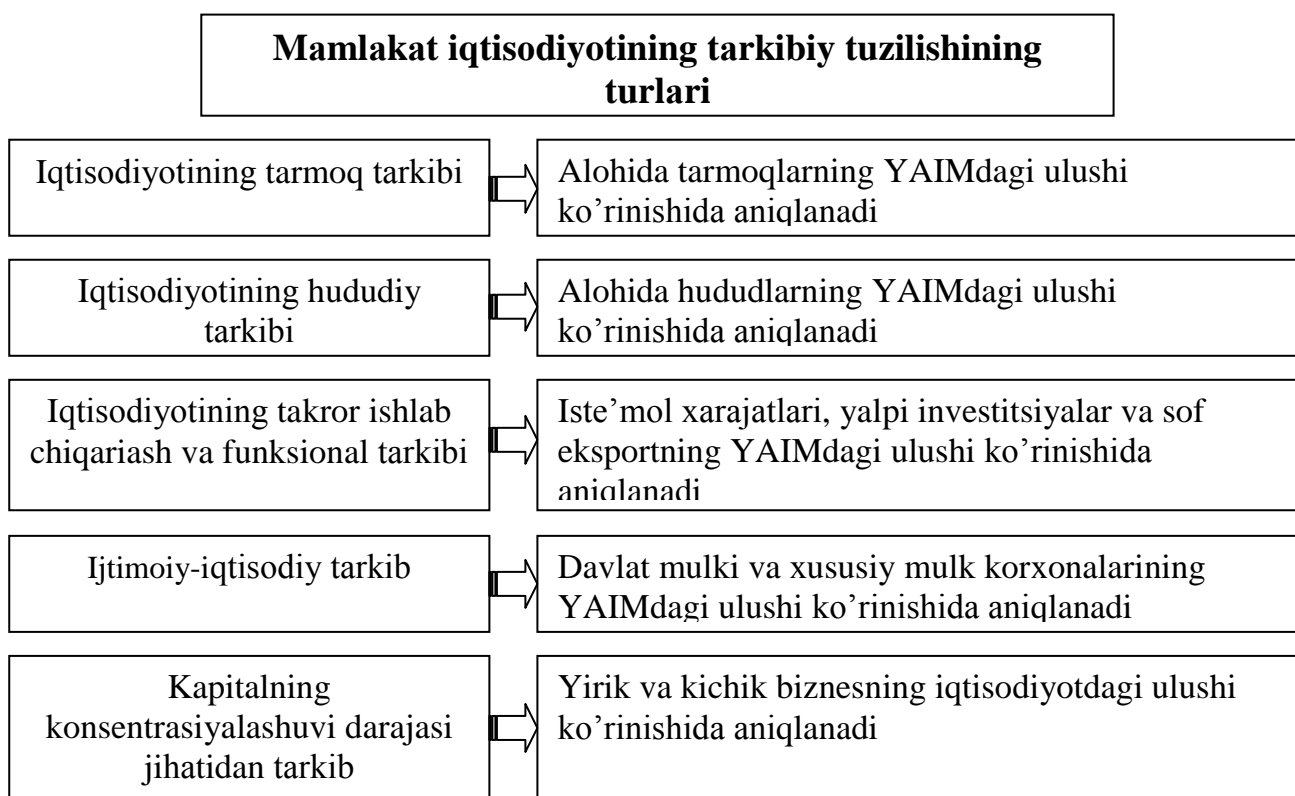 Mamlakat iqtisodiyotining tarkibiy tuzilishining
turlari
Iqtisodiyotining tarmoq tarkibi
Alohida tarmoqlarning YAIMdagi ulushi
ko’rinishida aniqlanadi
Iqtisodiyotining hududiy
tarkibi
Alohida hududlarning YAIMdagi ulushi
ko’rinishida aniqlanadi
Iqtisodiyotining takror ishlab
chiqariash va funksional tarkibi
Iste’mol xarajatlari, yalpi investitsiyalar va sof
eksportning YAIMdagi ulushi ko’rinishida
aniqlanadi
Ijtimoiy-iqtisodiy tarkib
Davlat mulki va xususiy mulk korxonalarining
YAIMdagi ulushi ko’rinishida aniqlanadi
Kapitalning
konsentrasiyalashuvi darajasi
jihatidan tarkib
Yirik va kichik biznesning iqtisodiyotdagi ulushi
ko’rinishida aniqlanadi